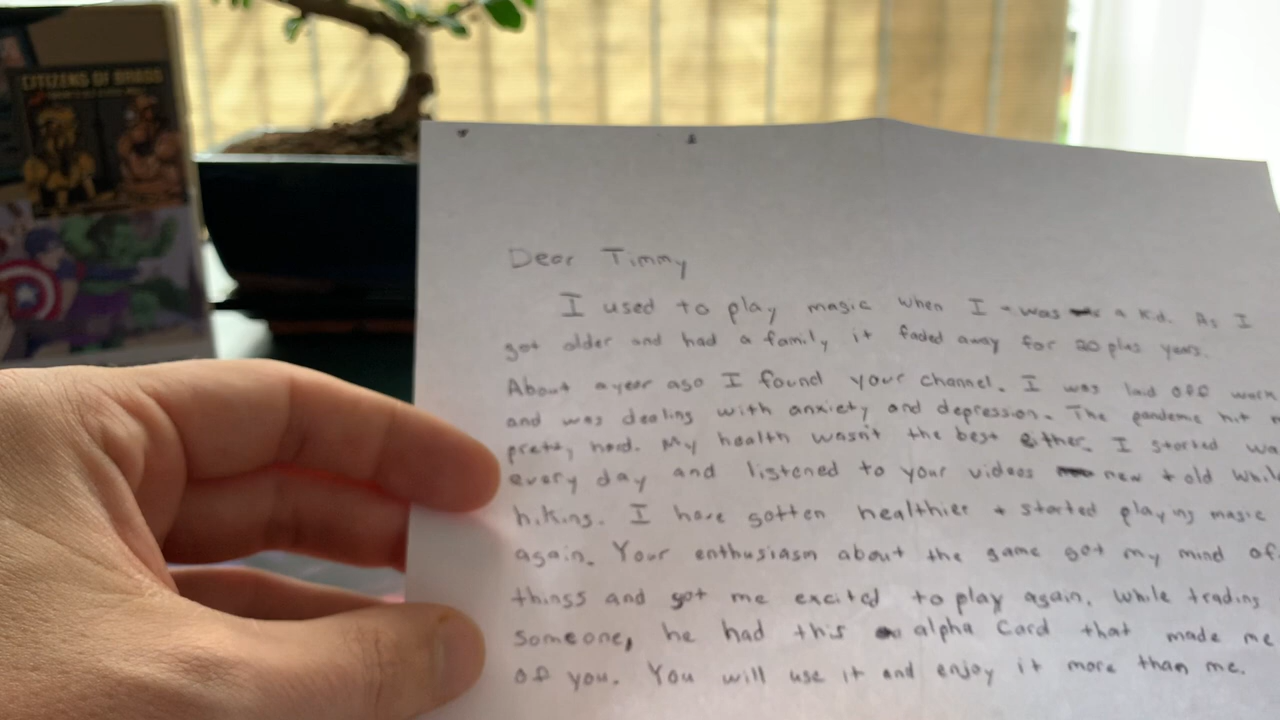 CITIZENS OF BRASS
Dear Timmy
I used to play magic when I was a kid. As I
got older and had a family it faded away for 20 plus years.
About a year ago I found your channel. I was laid off work
and was dealing with anxiety and depression. The pandemic hit
pretty hard. My health wasn't the best either. I started
every day and listened to your videos new + old while
hiking. I have gotten healthier + started playing magic
again. Your enthusiasm about the game got my mind of
things and got me excited to play again. While trading
someone, he had this alpha card that made me
of you. You will use it and enjoy it more than me.